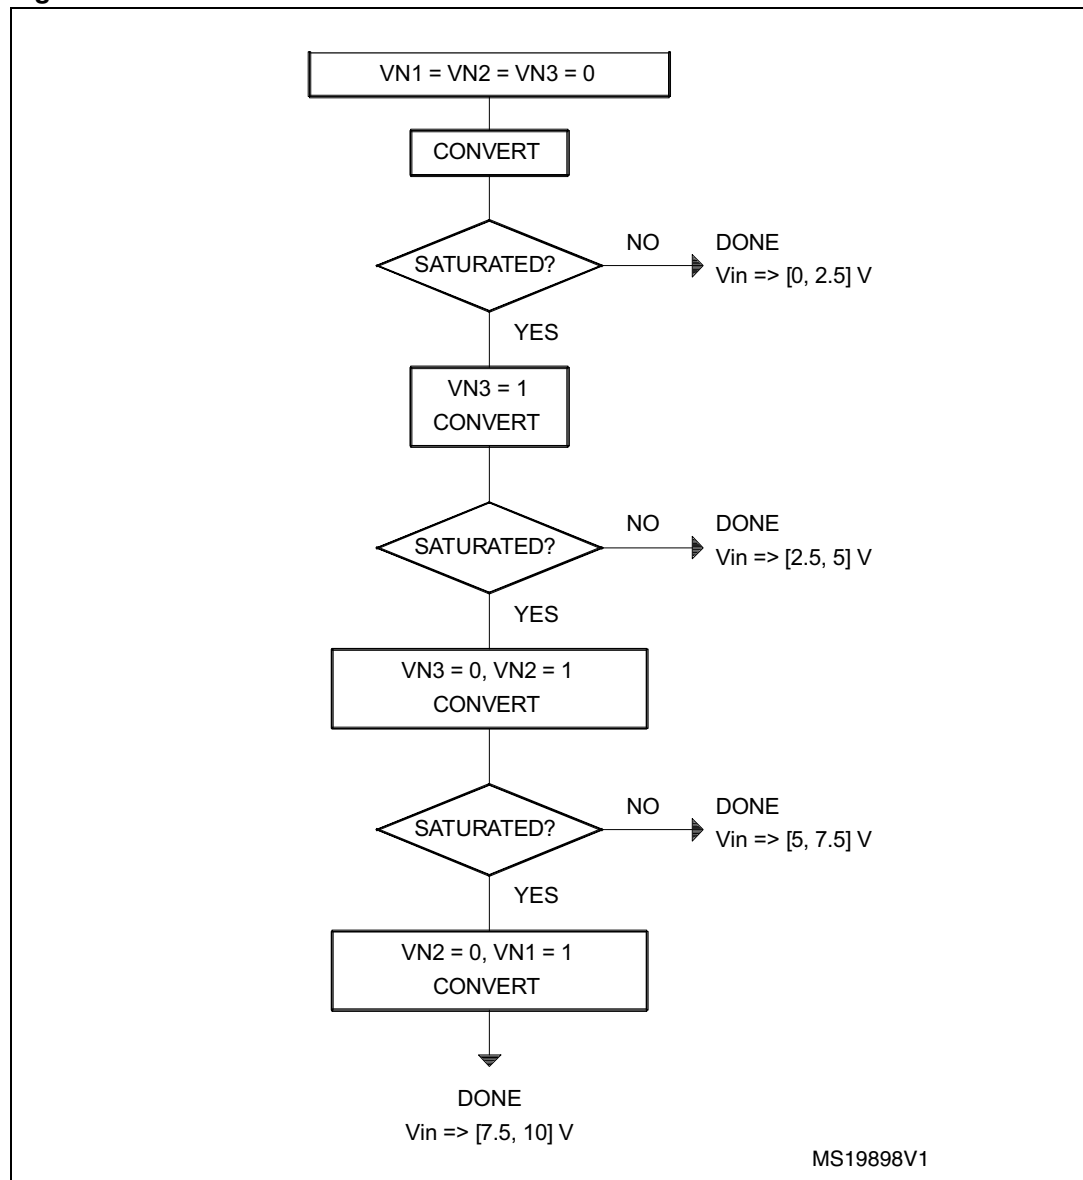 VN1 = VN2 = VN3 = 0
CONVERT
SATURATED?
NO
DONE
Vin => [0, 2.5] V
YES
VN3 = 1
CONVERT
SATURATED?
NO
DONE
Vin => [2.5, 5] V
YES
VN3 = 0, VN2 = 1
CONVERT
SATURATED?
NO
DONE
Vin => [5, 7.5] V
YES
VN2 = 0, VN1 = 1
CONVERT
DONE
Vin => [7.5, 10] V
MS19898V1